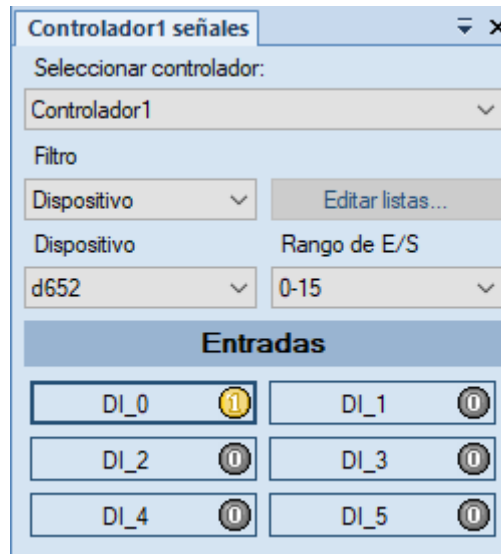 Controlador1 señales
Seleccionar controlador:
Controlador1
Filtro
Dispositivo Editar listas...
Dispositivo Rango de E/S
d652 0-15
Entradas
DI_0 1 DI_1 0
DI_2 0 DI_3 0
DI_4 0 DI_5 0